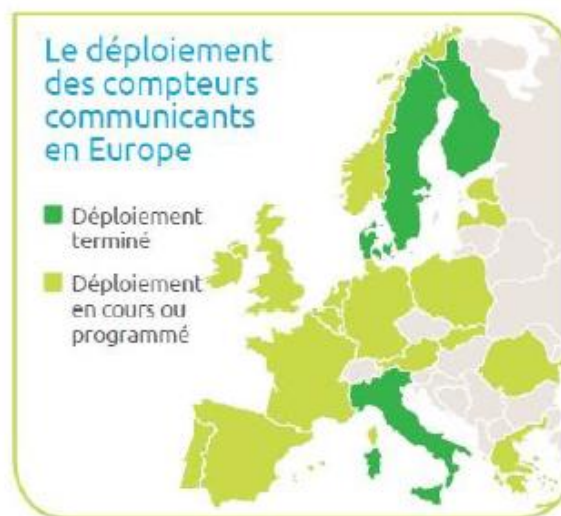 Le déploiement
des compteurs
communicants
en Europe
Déploiement
terminé
Déploiement
en cours ou
programmé